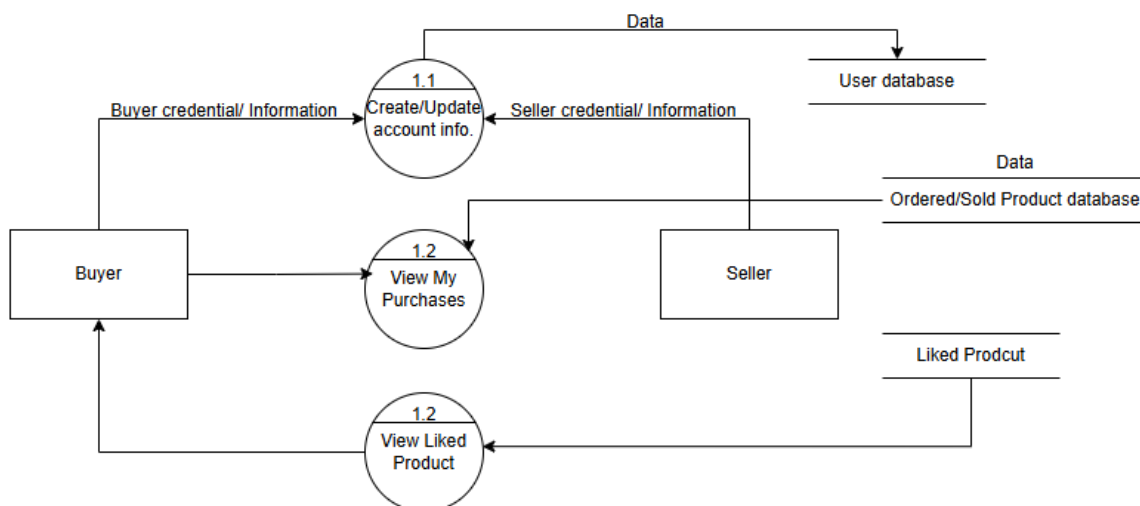 Data
1.1
Create/Update
account info.
User database
Buyer credential/ Information
Seller credential/ Information
Data
Ordered/Sold Product database
1.2
View My
Purchases
Buyer
Seller
Liked Prodcut
1.2
View Liked
Product